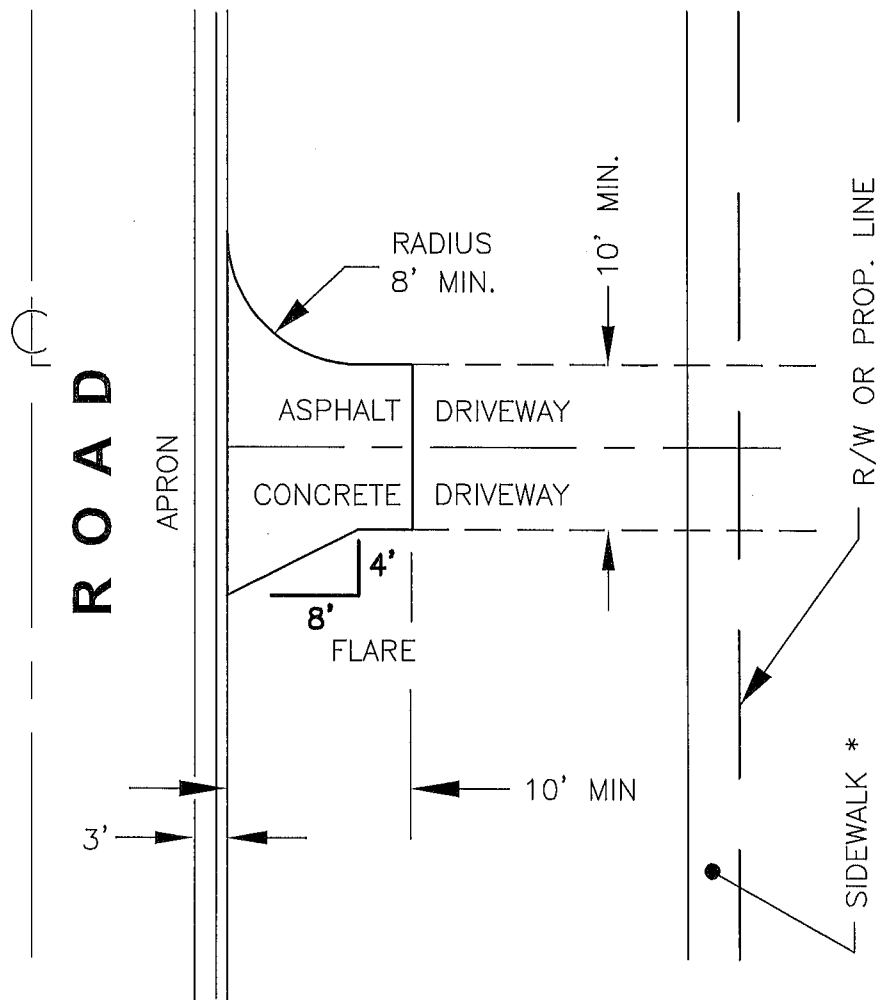 RADIUS
8' MIN.
10' MIN.
R/W OR PROP. LINE
ROAD
APRON
ASPHALT DRIVEWAY
CONCRETE DRIVEWAY
4'
8'
FLARE
10' MIN
3'
SIDEWALK *